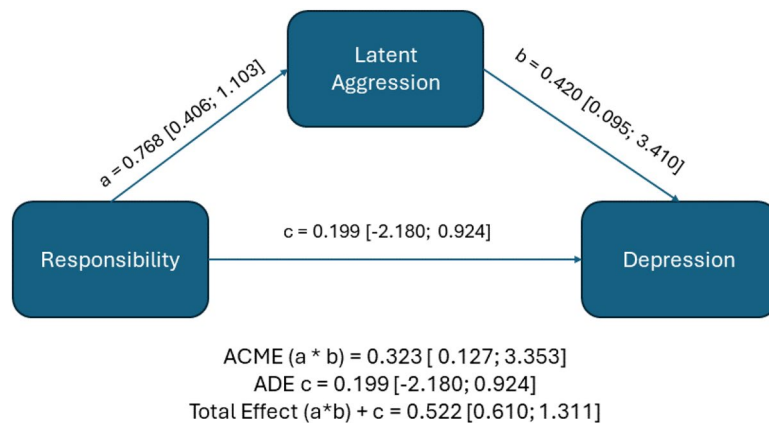 Latent
Aggression
a = 0.768 [0.406; 1.103]
b = 0.420 [0.095; 3.410]
c = 0.199 [-2.180; 0.924]
Responsibility
Depression
ACME (a * b) = 0.323 [ 0.127; 3.353]
ADE c = 0.199 [-2.180; 0.924]
Total Effect (a*b) + c = 0.522 [0.610; 1.311]